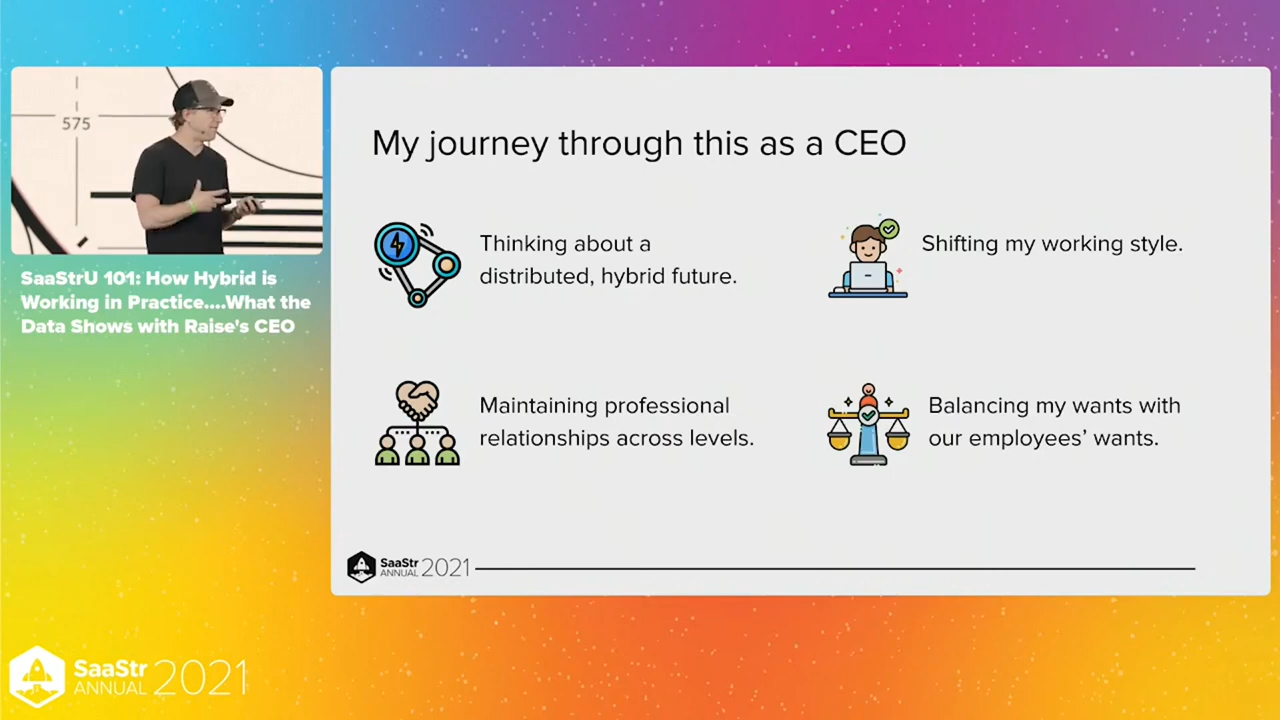 575
SaaStrU 101: How Hybrid is
Working in Practice....What the
Data Shows with Raise's CEO
My journey through this as a CEO
Thinking about a
distributed, hybrid future.
Shifting my working style.
Maintaining professional
relationships across levels.
Balancing my wants with
our employees’ wants.
SaaStr
ANNUAL 2021
SaaStr
ANNUAL 2021